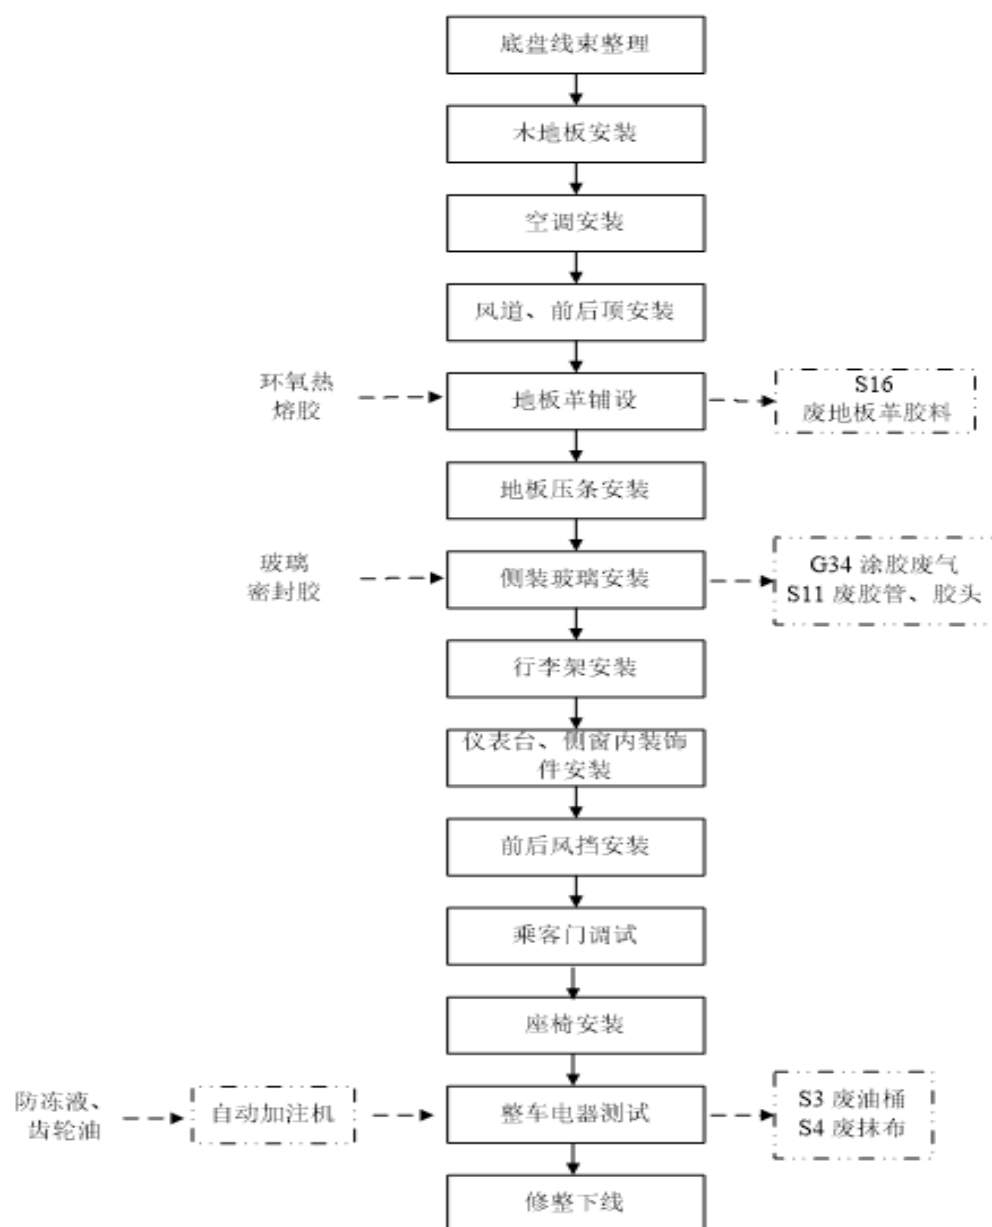 底盘线束整理
木地板安装
空调安装
风道、前后顶安装
环氧热
熔胶
地板革铺设
S16
废地板革胶料
地板压条安装
玻璃
密封胶
侧装玻璃安装
G34 涂胶废气
S11 废胶管、胶头
行李架安装
仪表台、侧窗内装饰
件安装
前后风挡安装
乘客门调试
座椅安装
防冻液、
齿轮油
自动加注机
整车电器测试
S3 废油桶
S4 废抹布
修整下线